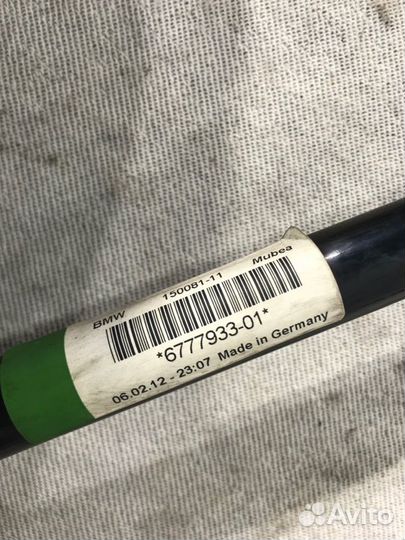 BMW 150081-11 Mubea
*6777933-01*
06.02.12 - 23:07 Made in Germany
Avito